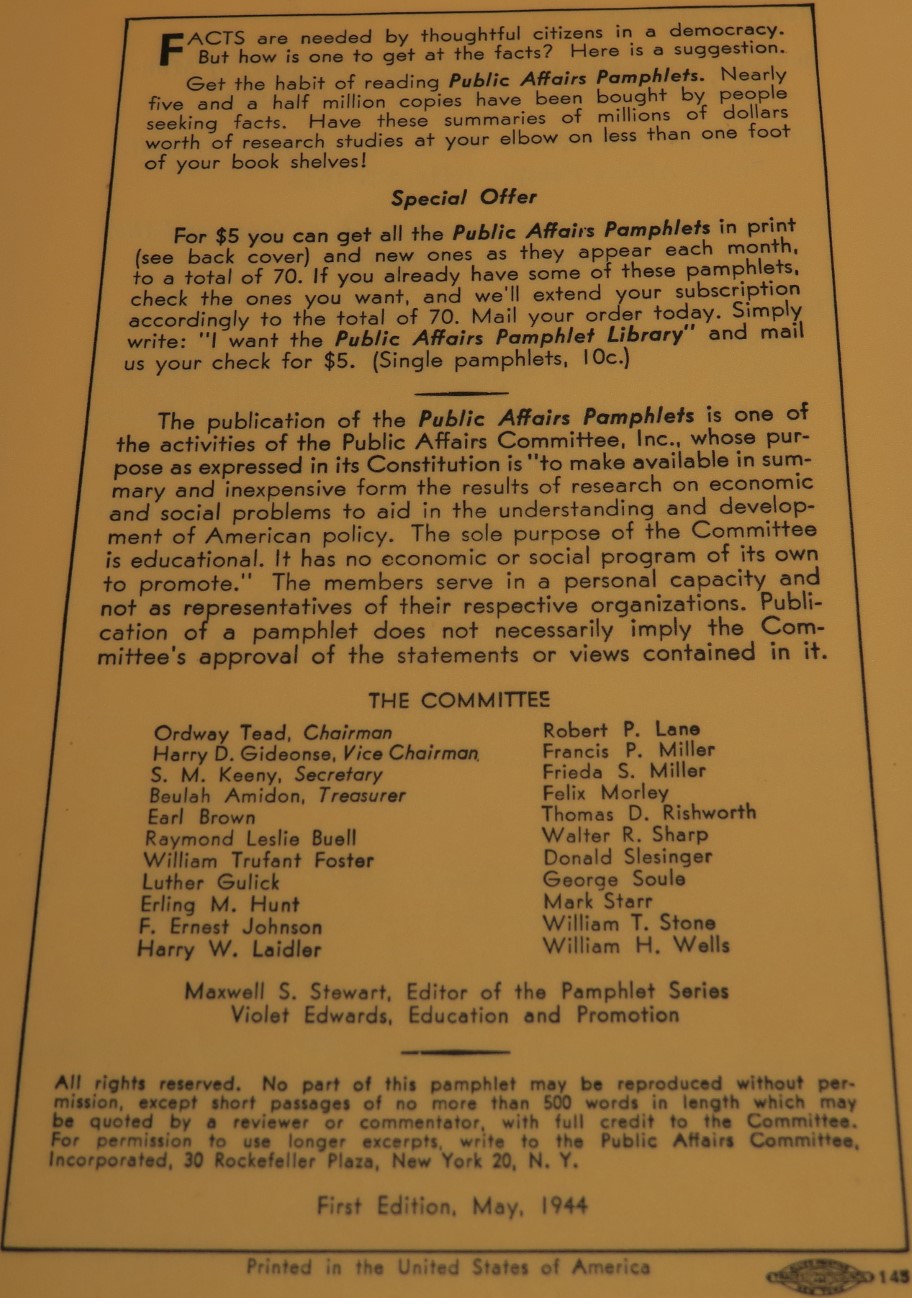 FACTS are needed by thoughtful citizens in a democracy.
But how is one to get at the facts? Here is a suggestion.
Get the habit of reading Public Affairs Pamphlets. Nearly
five and a half million copies have been bought by people
seeking facts. Have these summaries of millions of dollars
worth of research studies at your elbow on less than one foot
of your book shelves!
Special Offer
For $5 you can get all the Public Affairs Pamphlets in print
(see back cover) and new ones as they appear each month,
to a total of 70. If you already have some of these pamphlets,
check the ones you want, and we'll extend your subscription
accordingly to the total of 70. Mail your order today. Simply
write: "I want the Public Affairs Pamphlet Library" and mail
us your check for $5. (Single pamphlets, 10c.)
The publication of the Public Affairs Pamphlets is one of
the activities of the Public Affairs Committee, Inc., whose pur-
pose as expressed in its Constitution is "to make available in sum-
mary and inexpensive form the results of research on economic
and social problems to aid in the understanding and develop-
ment of American policy. The sole purpose of the Committee
is educational. It has no economic or social program of its own
to promote." The members serve in a personal capacity and
not as representatives of their respective organizations. Publi-
cation of a pamphlet does not necessarily imply the Com-
mittee's approval of the statements or views contained in it.
THE COMMITTEE
Ordway Tead, Chairman
Harry D. Gideonse, Vice Chairman
S. M. Keeny, Secretary
Beulah Amidon, Treasurer
Earl Brown
Raymond Leslie Buell
William Trufant Foster
Luther Gulick
Erling M. Hunt
F. Ernest Johnson
Harry W. Laidler
Robert P. Lane
Francis P. Miller
Frieda S. Miller
Felix Morley
Thomas D. Rishworth
Walter R. Sharp
Donald Slesinger
George Soule
Mark Starr
William T. Stone
William H. Wells
Maxwell S. Stewart, Editor of the Pamphlet Series
Violet Edwards, Education and Promotion
All rights reserved. No part of this pamphlet may be reproduced without per-
mission, except short passages of no more than 500 words in length which may
be quoted by a reviewer or commentator, with full credit to the Committee.
For permission to use longer excerpts, write to the Public Affairs Committee,
Incorporated, 30 Rockefeller Plaza, New York 20, N. Y.
First Edition, May, 1944
Printed in the United States of America
145